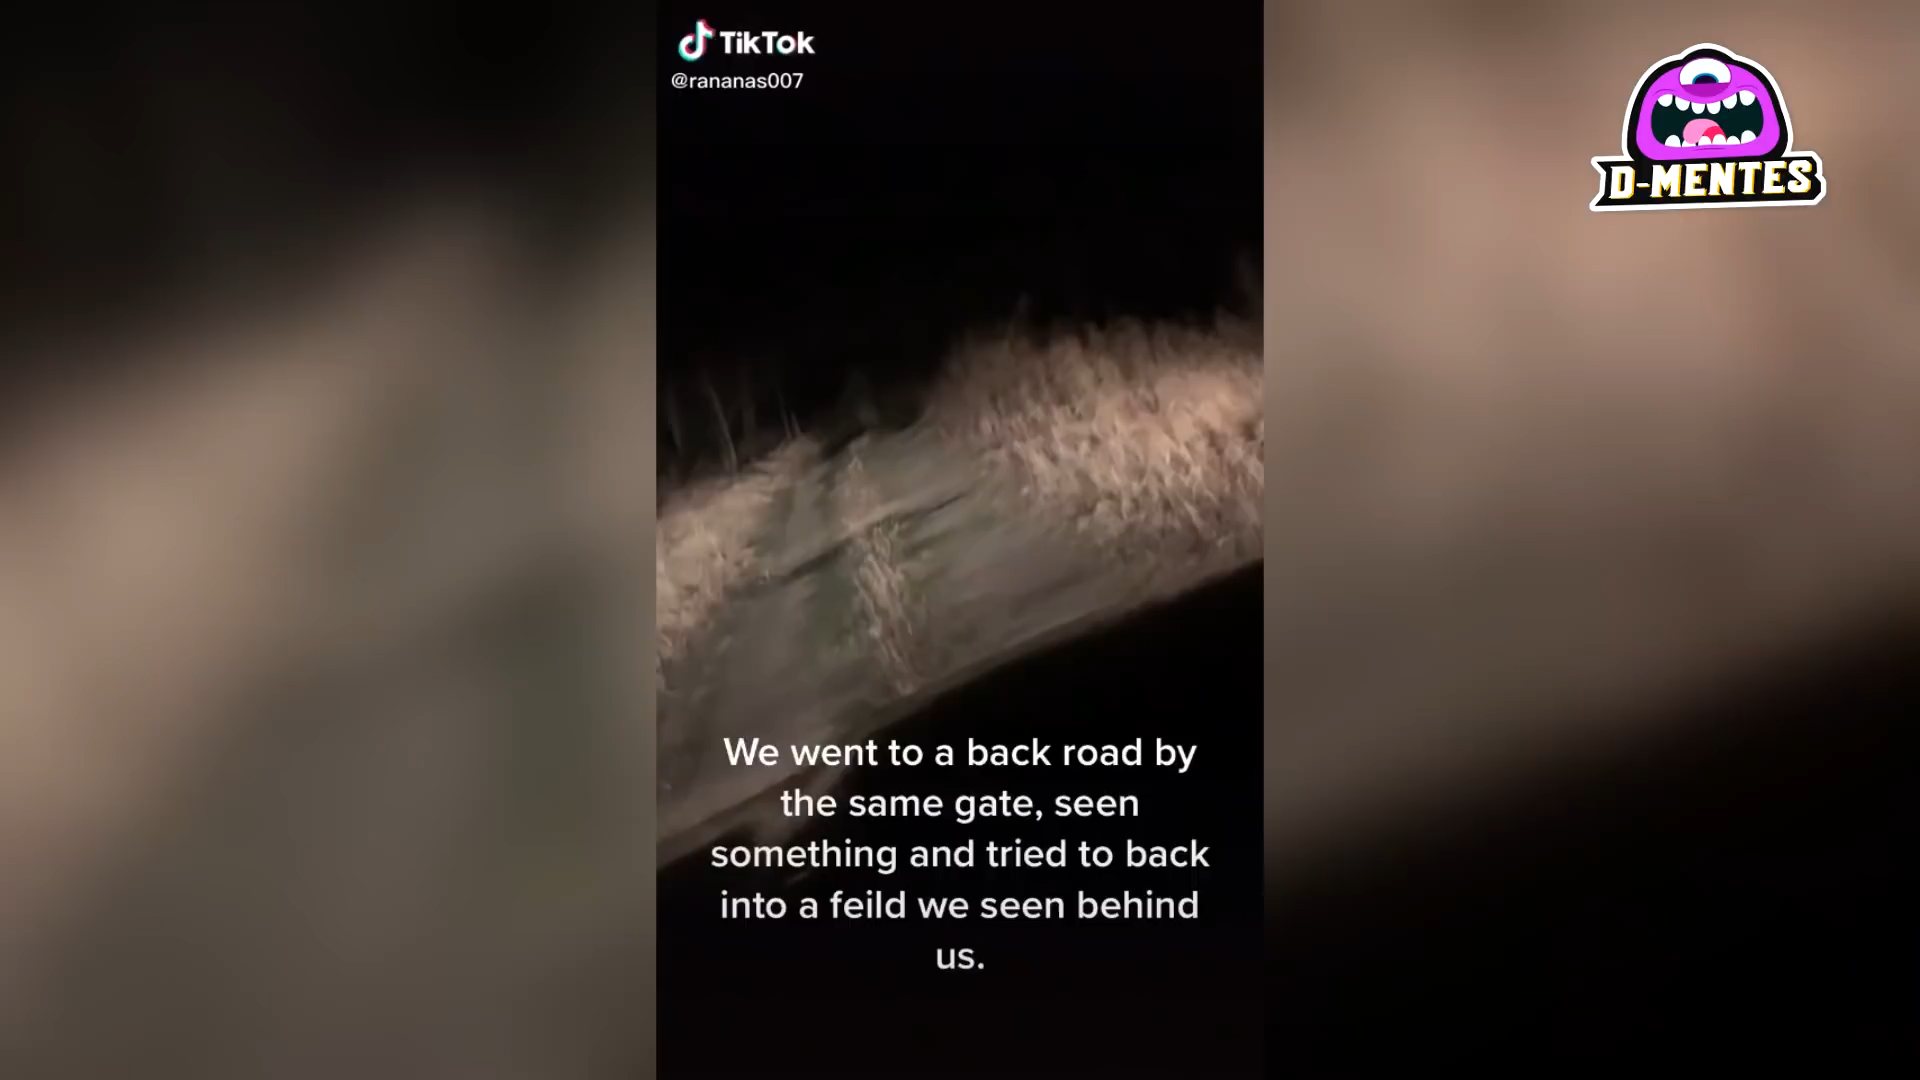 TikTok
@rananas007
D-MENTES
We went to a back road by
the same gate, seen
something and tried to back
into a feild we seen behind
us.